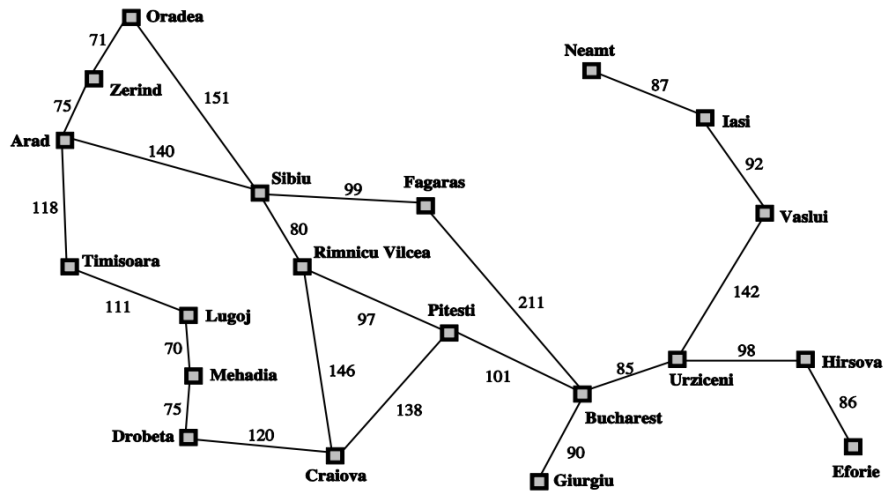 Oradea
71
Neamt
Zerind
87
151
75
Iasi
Arad
140
92
Sibiu
99
Fagaras
118
Vaslui
80
Timisoara
Rimnicu Vilcea
142
111
Pitesti
211
Lugoj
97
70
98
Hirsova
85
Mehadia
146
101
Urziceni
75
138
86
Bucharest
Drobeta
120
90
Craiova
Giurgiu
Eforie